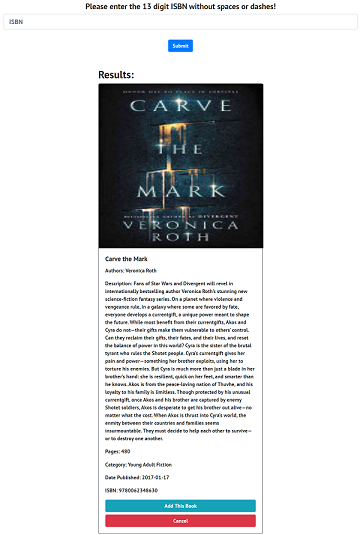 Please enter the 13 digit ISBN without spaces or dashes!
ISBN
Submit
Results:
HONOR HAS NO PLACE IN SURVIVAL
CARVE
THE
MARK
BESTSELLING AUTHOR OF DIVERGENT
VERONICA
ROTH
Carve the Mark
Authors: Veronica Roth
Description: Fans of Star Wars and Divergent will revel in
internationally bestselling author Veronica Roth's stunning new
science-fiction fantasy series. On a planet where violence and
vengeance rule, in a galaxy where some are favored by fate,
everyone develops a currentgift, a unique power meant to shape
the future. While most benefit from their currentgifts, Akos and
Cyra do not—their gifts make them vulnerable to others' control.
Can they reclaim their gifts, their fates, and their lives, and reset
the balance of power in this world? Cyra is the sister of the brutal
tyrant who rules the Shotet people. Cyra's currentgift gives her
pain and power—something her brother exploits, using her to
torture his enemies. But Cyra is much more than just a blade in her
brother's hand: she is resilient, quick on her feet, and smarter than
he knows. Akos is from the peace-loving nation of Thuvhe, and his
loyalty to his family is limitless. Though protected by his unusual
currentgift, once Akos and his brother are captured by enemy
Shotet soldiers, Akos is desperate to get his brother out alive—no
matter what the cost. When Akos is thrust into Cyra's world, the
enmity between their countries and families seems
insurmountable. They must decide to help each other to survive—
or to destroy one another.
Pages: 480
Category: Young Adult Fiction
Date Published: 2017-01-17
ISBN: 9780062348630
Add This Book
Cancel